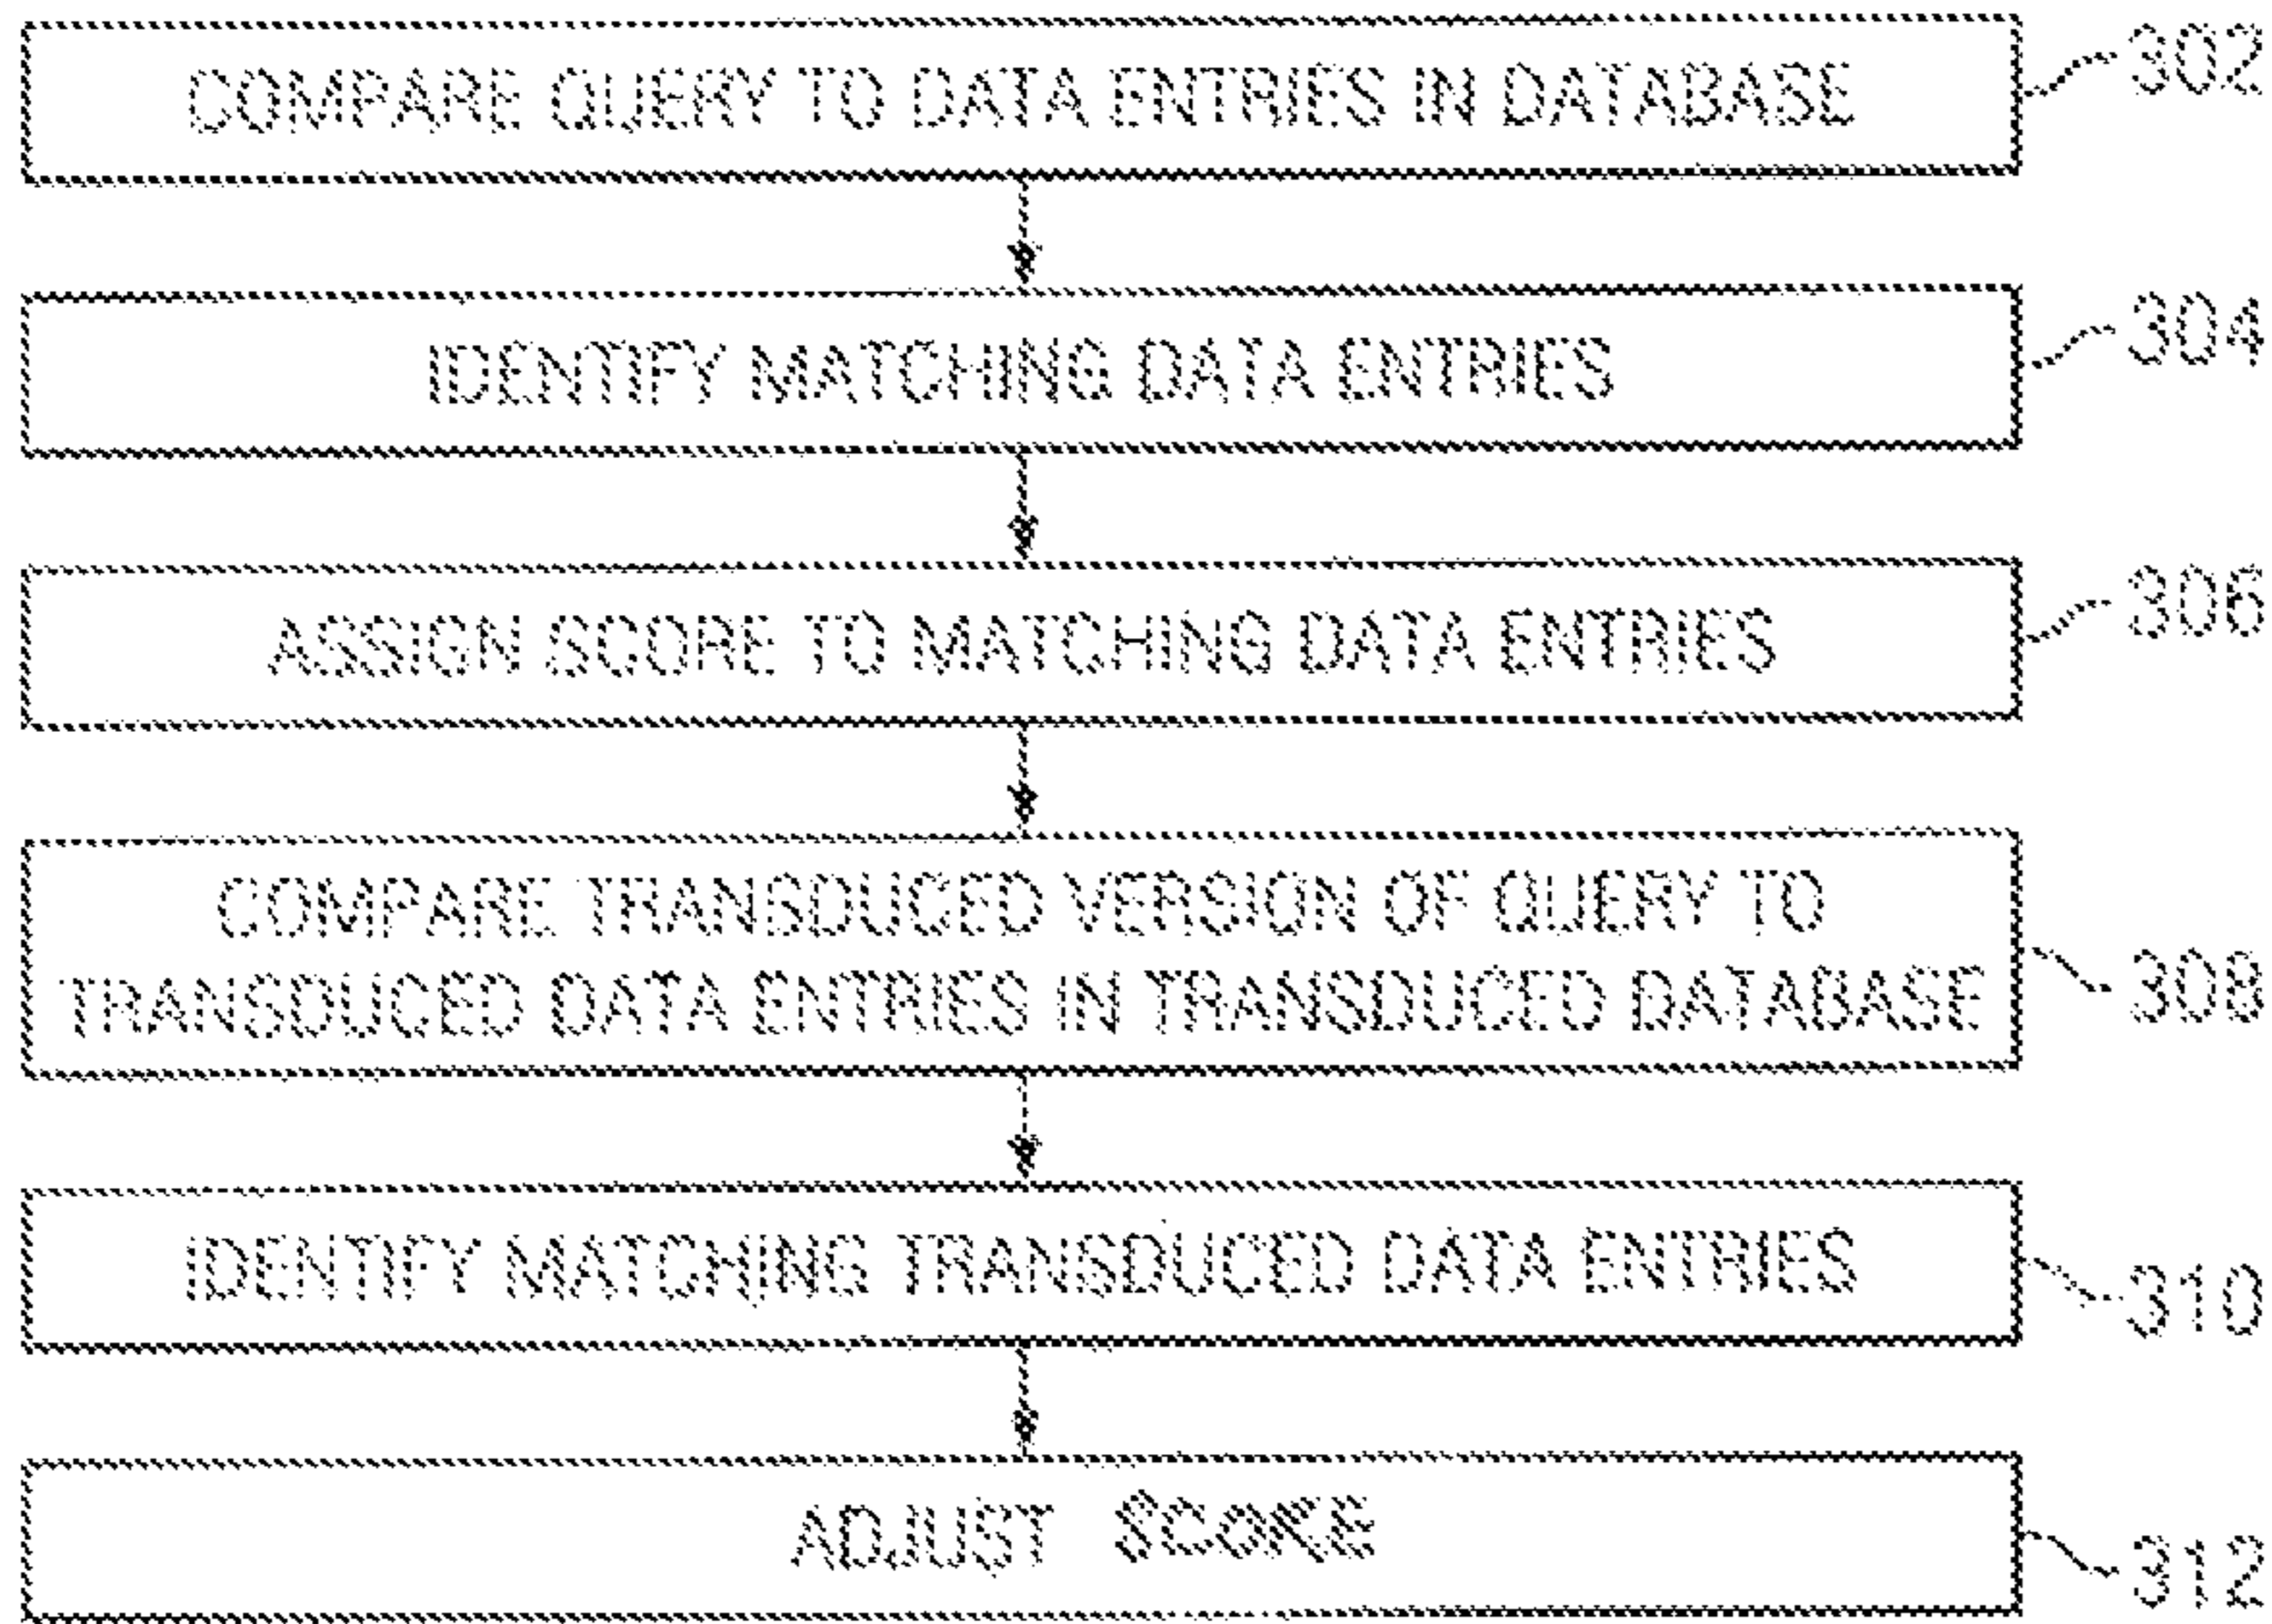 COMPARE QUERY TO DATA ENTRIES IN DATABASE
302
IDENTIFY MATCHING DATA ENTRIES
304
ASSIGN SCORE TO MATCHING DATA ENTRIES
306
COMPARE TRANSDUCED VERSION OF QUERY TO
TRANSDUCED DATA ENTRIES IN TRANSDUCED DATABASE
308
IDENTIFY MATCHING TRANSDUCED DATA ENTRIES
310
ADJUST SCORE
312